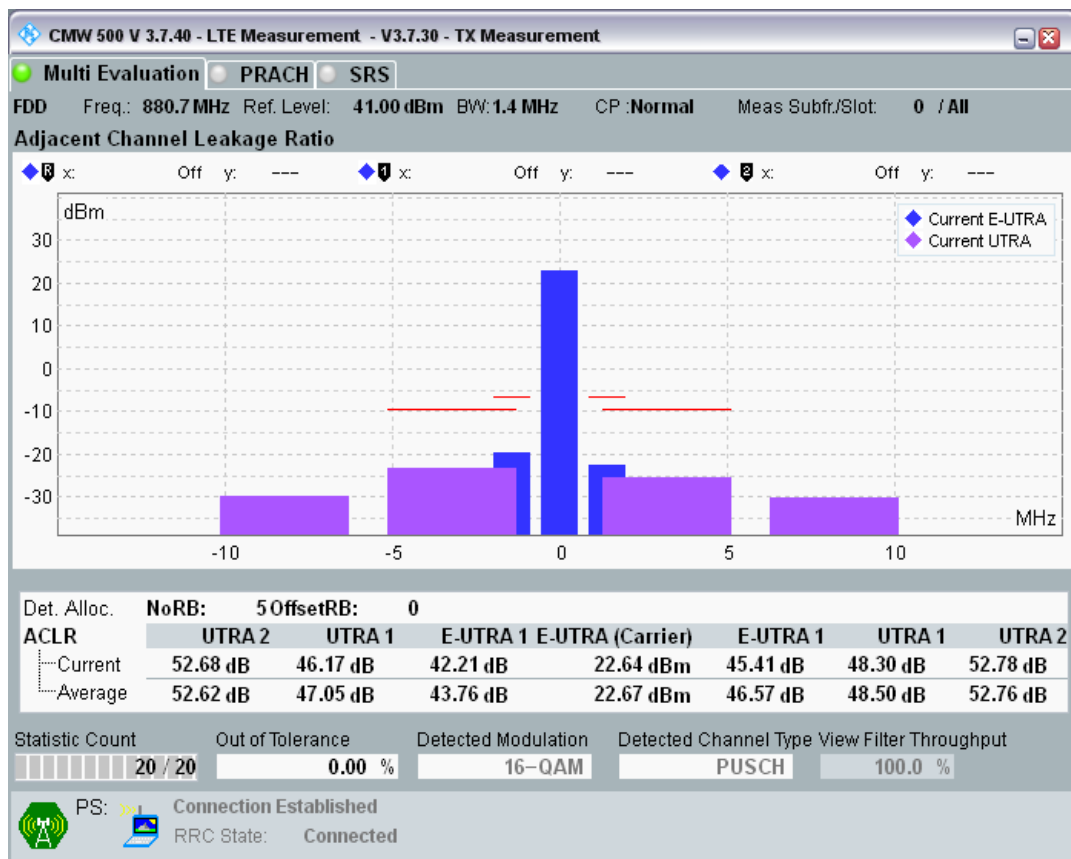 CMW 500 V 3.7.40 - LTE Measurement - V3.7.30 - TX Measurement
Multi Evaluation PRACH SRS
FDD Freq.: 880.7 MHz Ref. Level: 41.00 dBm BW: 1.4 MHz CP :Normal Meas Subfr./Slot: 0 / All
Adjacent Channel Leakage Ratio
R x: Off y: --- 1 x: Off y: --- 2 x: Off y: ---
dBm
Current E-UTRA
Current UTRA
30
20
10
0
-10
-20
-30
MHz
-10 -5 0 5 10
Det. Alloc. NoRB: 5 OffsetRB: 0
ACLR UTRA 2 UTRA 1 E-UTRA 1 E-UTRA (Carrier) E-UTRA 1 UTRA 1 UTRA 2
Current 52.68 dB 46.17 dB 42.21 dB 22.64 dBm 45.41 dB 48.30 dB 52.78 dB
Average 52.62 dB 47.05 dB 43.76 dB 22.67 dBm 46.57 dB 48.50 dB 52.76 dB
Statistic Count Out of Tolerance Detected Modulation Detected Channel Type View Filter Throughput
20 / 20 0.00 % 16-QAM PUSCH 100.0 %
PS: Connection Established
RRC State: Connected